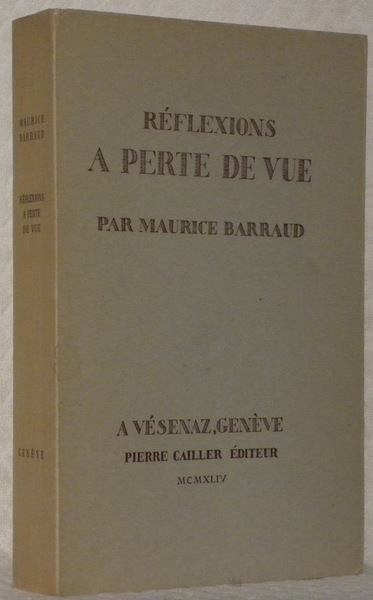 MAURICE
BARRAUD
RÉFLEXIONS
A PERTE
DE VUE
GENÈVE
RÉFLEXIONS
A PERTE DE VUE
PAR MAURICE BARRAUD
A VÉSENAZ, GENÈVE
PIERRE CAILLER ÉDITEUR
MCMXLIV